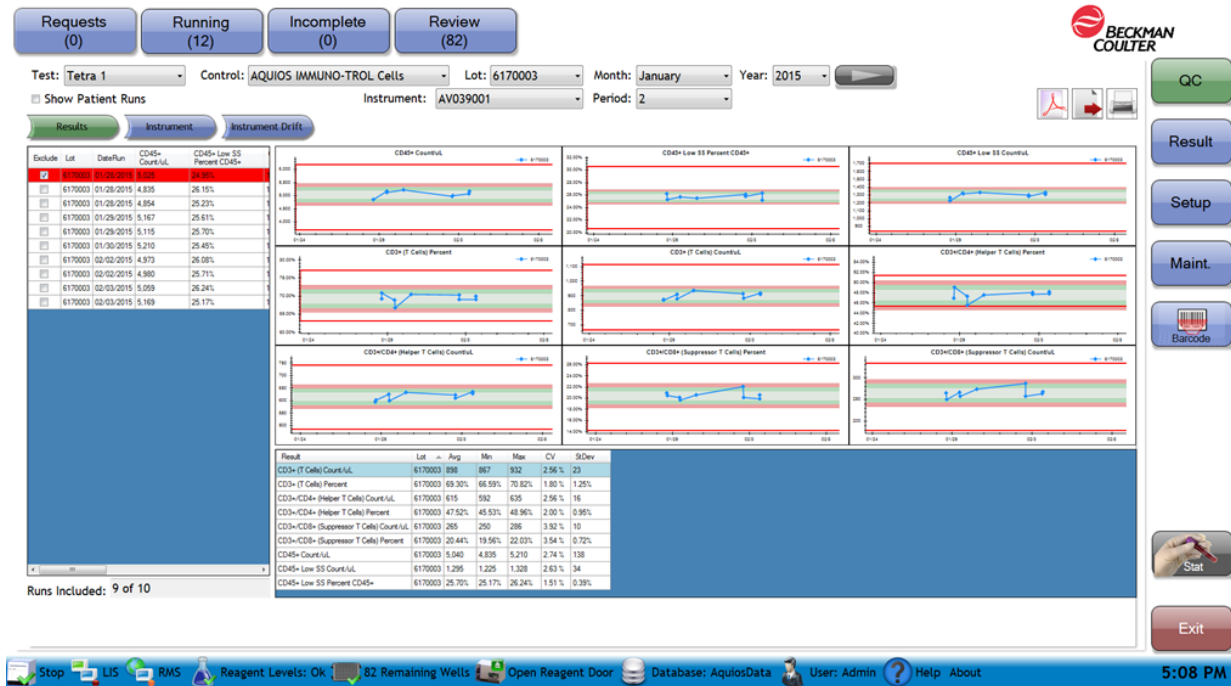 Requests
(0)
Running
(12)
Incomplete
(0)
Review
(82)
BECKMAN
COULTER
Test: Tetra 1 Control: AQUIOS IMMUNO-TROL Cells Lot: 6170003 Month: January Year: 2015
Show Patient Runs Instrument: AV039001 Period: 2
Results Instrument Instrument Drift
QC
Result
Setup
Maint.
Barcode
Stat
Exit
Exclude Lot DateRun CD45+ Count/uL CD45+ Low SS Percent CD45+
6170003 01/28/2015 4,835 26.15%
6170003 01/28/2015 4,854 25.23%
6170003 01/29/2015 5,167 25.61%
6170003 01/29/2015 5,115 25.70%
6170003 01/30/2015 5,210 25.45%
6170003 02/02/2015 4,973 26.08%
6170003 02/02/2015 4,980 25.71%
6170003 02/03/2015 5,059 26.24%
6170003 02/03/2015 5,169 25.17%
Runs Included: 9 of 10
CD45+ Count/uL
CD45+ Low SS Percent CD45+
CD45+ Low SS Count/uL
CD3+ (T Cells) Percent
CD3+ (T Cells) Count/uL
CD3+/CD4+ (Helper T Cells) Percent
CD3+/CD4+ (Helper T Cells) Count/uL
CD3+/CD8+ (Suppressor T Cells) Percent
CD3+/CD8+ (Suppressor T Cells) Count/uL
Result Lot Avg Min Max CV StDev
CD3+ (T Cells) Count/uL 6170003 898 867 932 2.56 % 23
CD3+ (T Cells) Percent 6170003 69.30% 66.59% 70.82% 1.80 % 1.25%
CD3+/CD4+ (Helper T Cells) Count/uL 6170003 615 592 635 2.56 % 16
CD3+/CD4+ (Helper T Cells) Percent 6170003 47.52% 45.53% 48.96% 2.00 % 0.95%
CD3+/CD8+ (Suppressor T Cells) Count/uL 6170003 265 250 286 3.92 % 10
CD3+/CD8+ (Suppressor T Cells) Percent 6170003 20.44% 19.56% 22.03% 3.54 % 0.72%
CD45+ Count/uL 6170003 5,040 4,835 5,210 2.74 % 138
CD45+ Low SS Count/uL 6170003 1,295 1,225 1,328 2.63 % 34
CD45+ Low SS Percent CD45+ 6170003 25.70% 25.17% 26.24% 1.51 % 0.39%
Stop LIS RMS Reagent Levels: Ok 82 Remaining Wells Open Reagent Door Database: AquiosData User: Admin Help About 5:08 PM